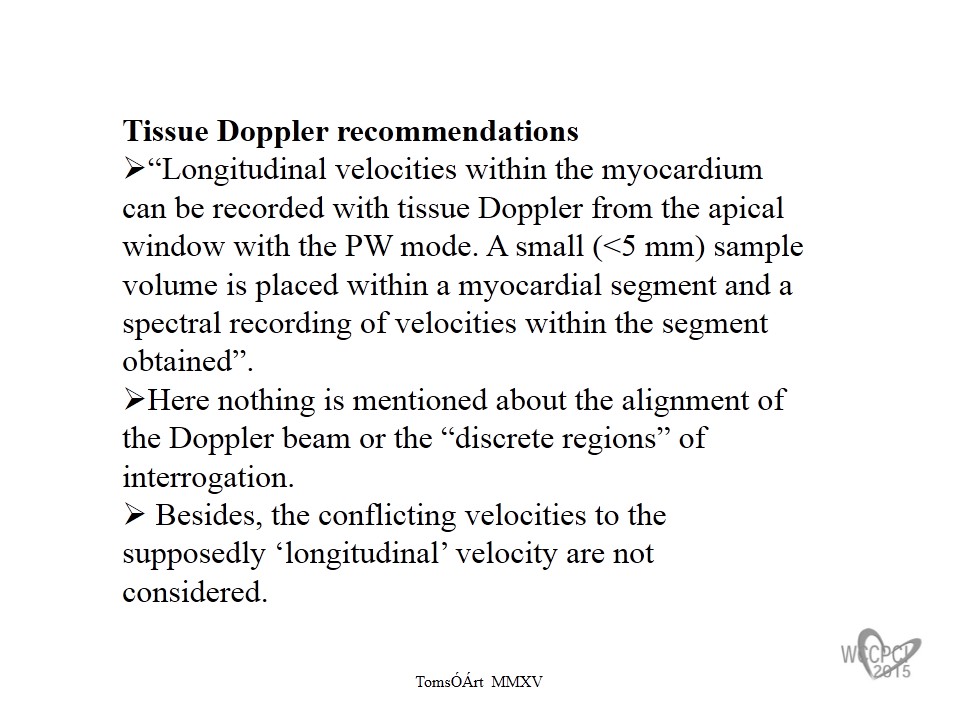 Tissue Doppler recommendations
➢“Longitudinal velocities within the myocardium
can be recorded with tissue Doppler from the apical
window with the PW mode. A small (<5 mm) sample
volume is placed within a myocardial segment and a
spectral recording of velocities within the segment
obtained”.
➢Here nothing is mentioned about the alignment of
the Doppler beam or the “discrete regions” of
interrogation.
➢ Besides, the conflicting velocities to the
supposedly ‘longitudinal’ velocity are not
considered.
WCCPCI
2015
TomsÓÁrt MMXV